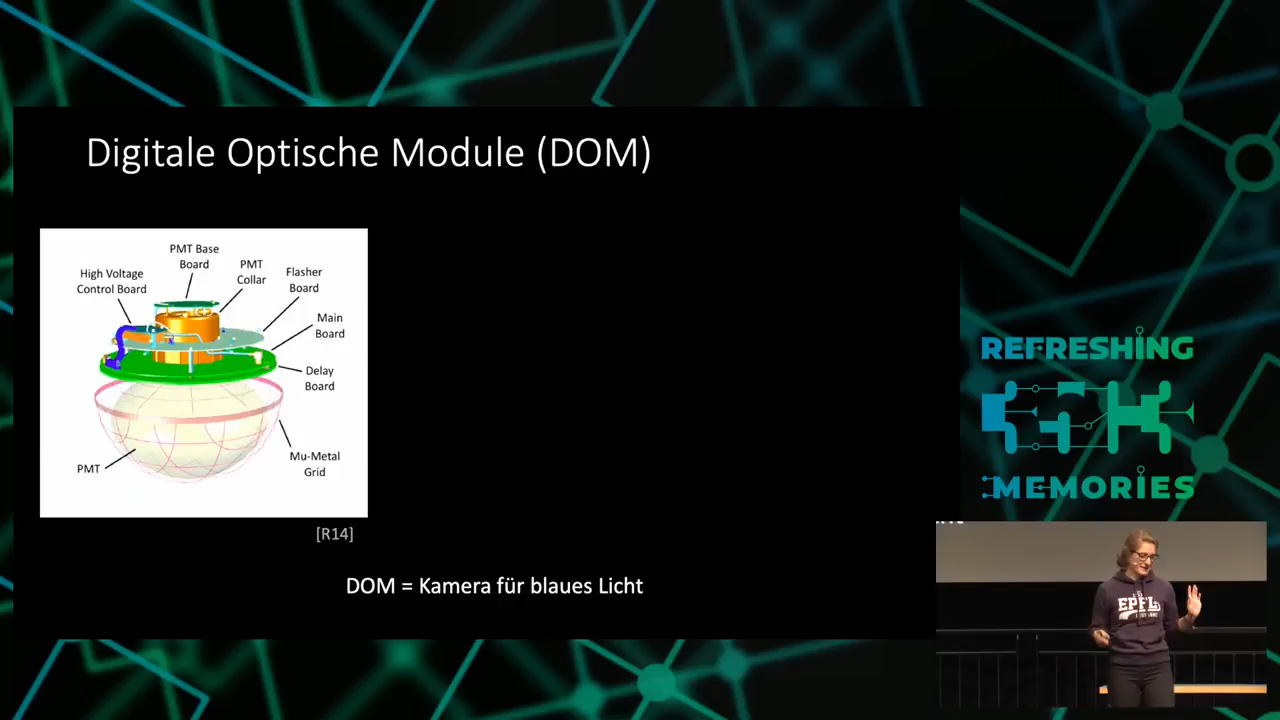 Digitale Optische Module (DOM)
PMT Base
Board
High Voltage
Control Board
PMT
Collar
Flasher
Board
Main
Board
Delay
Board
Mu-Metal
Grid
PMT
[R14]
DOM = Kamera für blaues Licht
REFRESHING
GPN
MEMORIES
EPFL